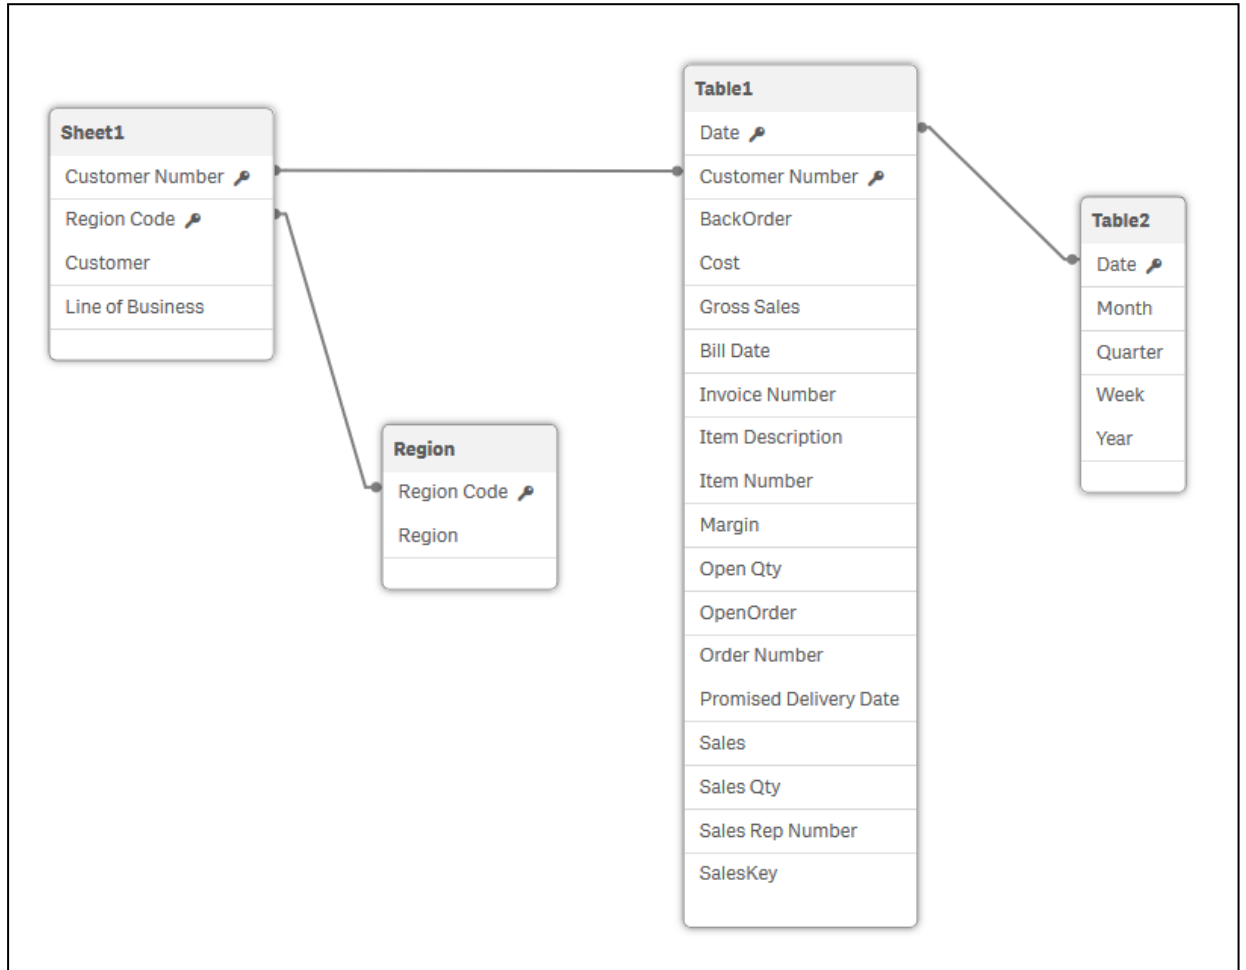 Sheet1
Customer Number
Region Code
Customer
Line of Business
Region
Region Code
Region
Table1
Date
Customer Number
BackOrder
Cost
Gross Sales
Bill Date
Invoice Number
Item Description
Item Number
Margin
Open Qty
OpenOrder
Order Number
Promised Delivery Date
Sales
Sales Qty
Sales Rep Number
SalesKey
Table2
Date
Month
Quarter
Week
Year